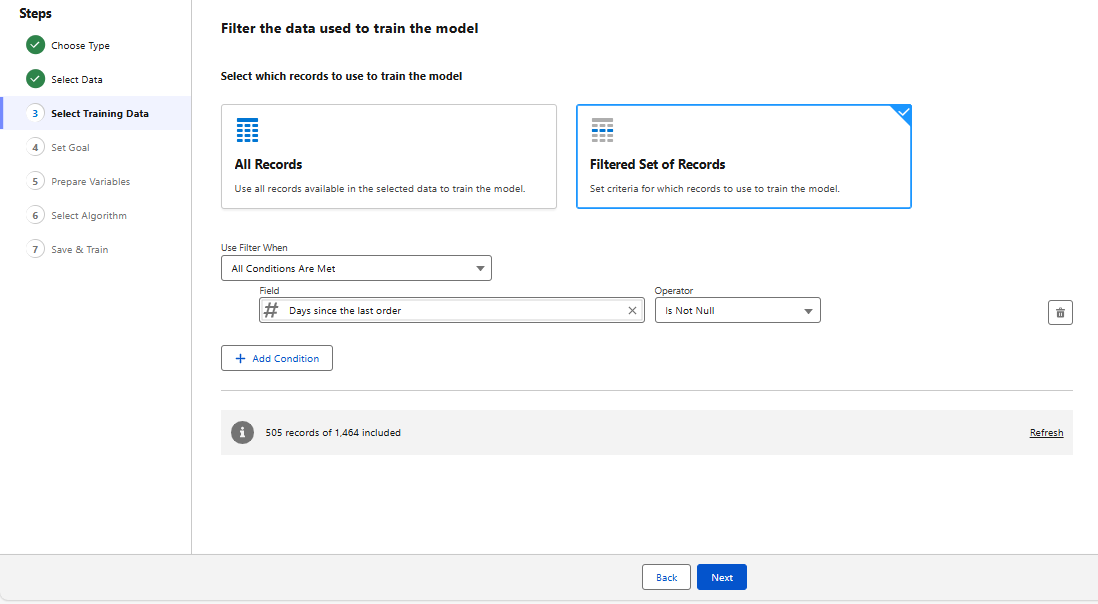 Steps
Choose Type
Select Data
3 Select Training Data
4 Set Goal
5 Prepare Variables
6 Select Algorithm
7 Save & Train
Filter the data used to train the model
Select which records to use to train the model
All Records
Use all records available in the selected data to train the model.
Filtered Set of Records
Set criteria for which records to use to train the model.
Use Filter When
All Conditions Are Met
Field
Operator
# Days since the last order
Is Not Null
+ Add Condition
505 records of 1,464 included
Refresh
Back
Next